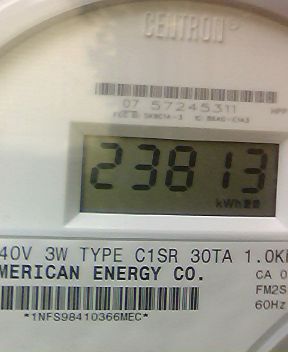 CENTRON
07 57245311
23813
kWh
40V 3W TYPE C1SR 30TA 1.0K
MERICAN ENERGY CO.
CA 0
FM2S
60Hz
*1NFS98410366MEC*